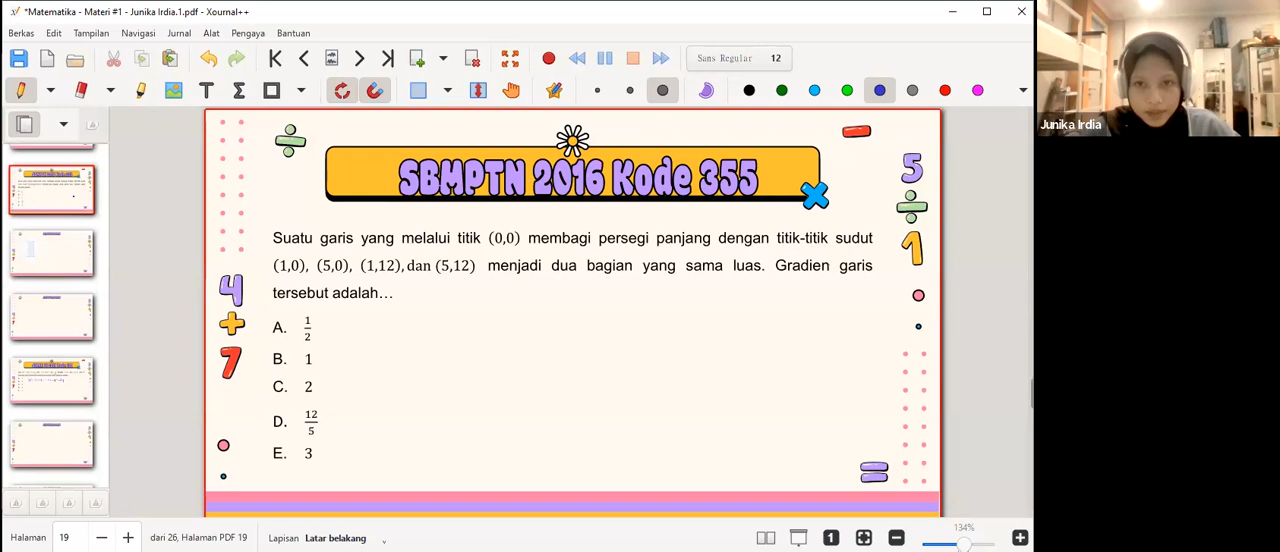 *Matematika - Materi #1 - Junika Irdia.1.pdf - Xournal++
Berkas Edit Tampilan Navigasi Jurnal Alat Pengaya Bantuan
Sans Regular 12
Junika Irdia
SBMPTN 2016 Kode 355
Suatu garis yang melalui titik (0,0) membagi persegi panjang dengan titik-titik sudut
(1,0), (5,0), (1,12), dan (5,12) menjadi dua bagian yang sama luas. Gradien garis
tersebut adalah…
A. 1/2
B. 1
C. 2
D. 12/5
E. 3
4
+
7
5
÷
1
Halaman 19 dari 26, Halaman PDF 19 Lapisan Latar belakang 1 134%